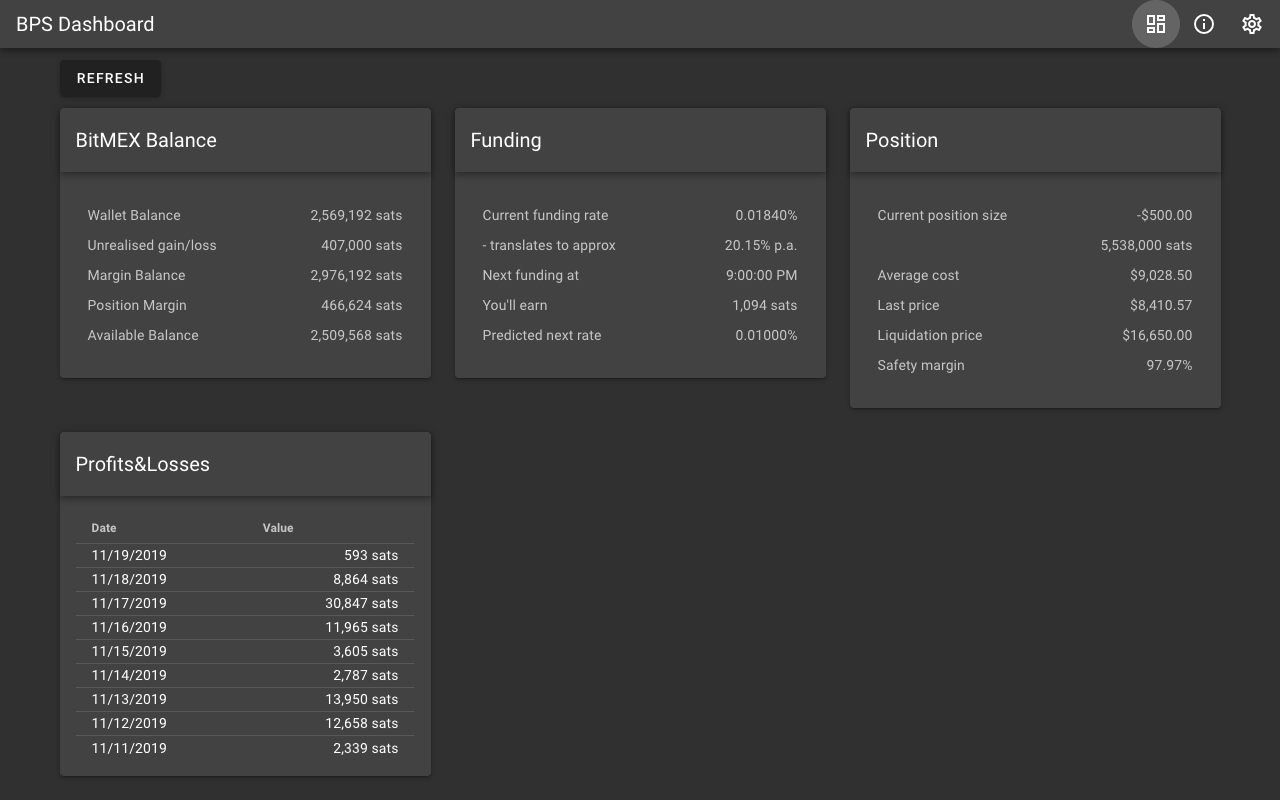 BPS Dashboard
REFRESH
BitMEX Balance
Wallet Balance 2,569,192 sats
Unrealised gain/loss 407,000 sats
Margin Balance 2,976,192 sats
Position Margin 466,624 sats
Available Balance 2,509,568 sats
Funding
Current funding rate 0.01840%
- translates to approx 20.15% p.a.
Next funding at 9:00:00 PM
You'll earn 1,094 sats
Predicted next rate 0.01000%
Position
Current position size -$500.00
5,538,000 sats
Average cost $9,028.50
Last price $8,410.57
Liquidation price $16,650.00
Safety margin 97.97%
Profits&Losses
Date Value
11/19/2019 593 sats
11/18/2019 8,864 sats
11/17/2019 30,847 sats
11/16/2019 11,965 sats
11/15/2019 3,605 sats
11/14/2019 2,787 sats
11/13/2019 13,950 sats
11/12/2019 12,658 sats
11/11/2019 2,339 sats